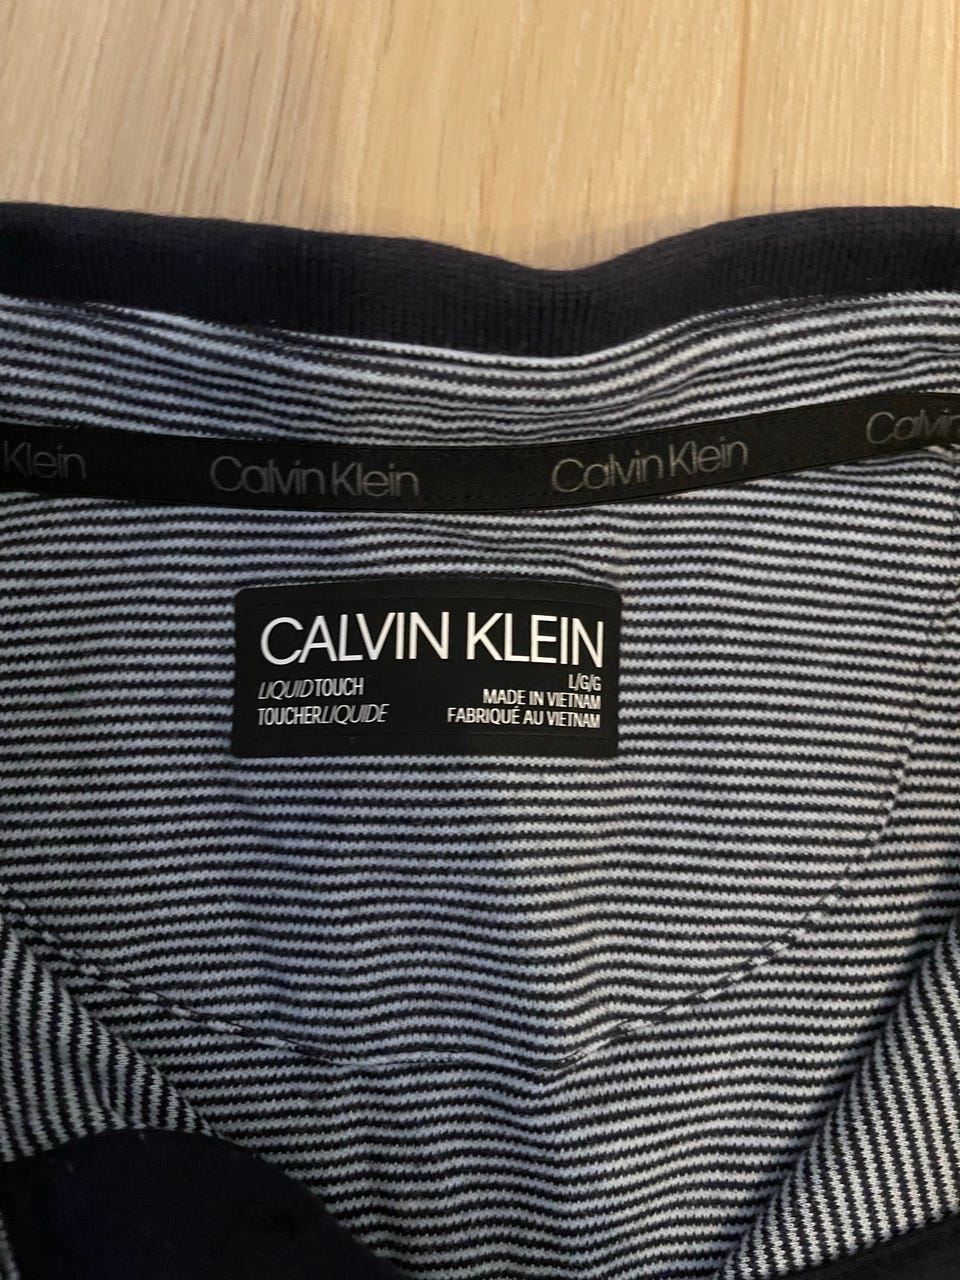 Klein Calvin Klein Calvin Klein Calvin
CALVIN KLEIN
LIQUID TOUCH
TOUCHER LIQUIDE
L/G/G
MADE IN VIETNAM
FABRIQUÉ AU VIETNAM